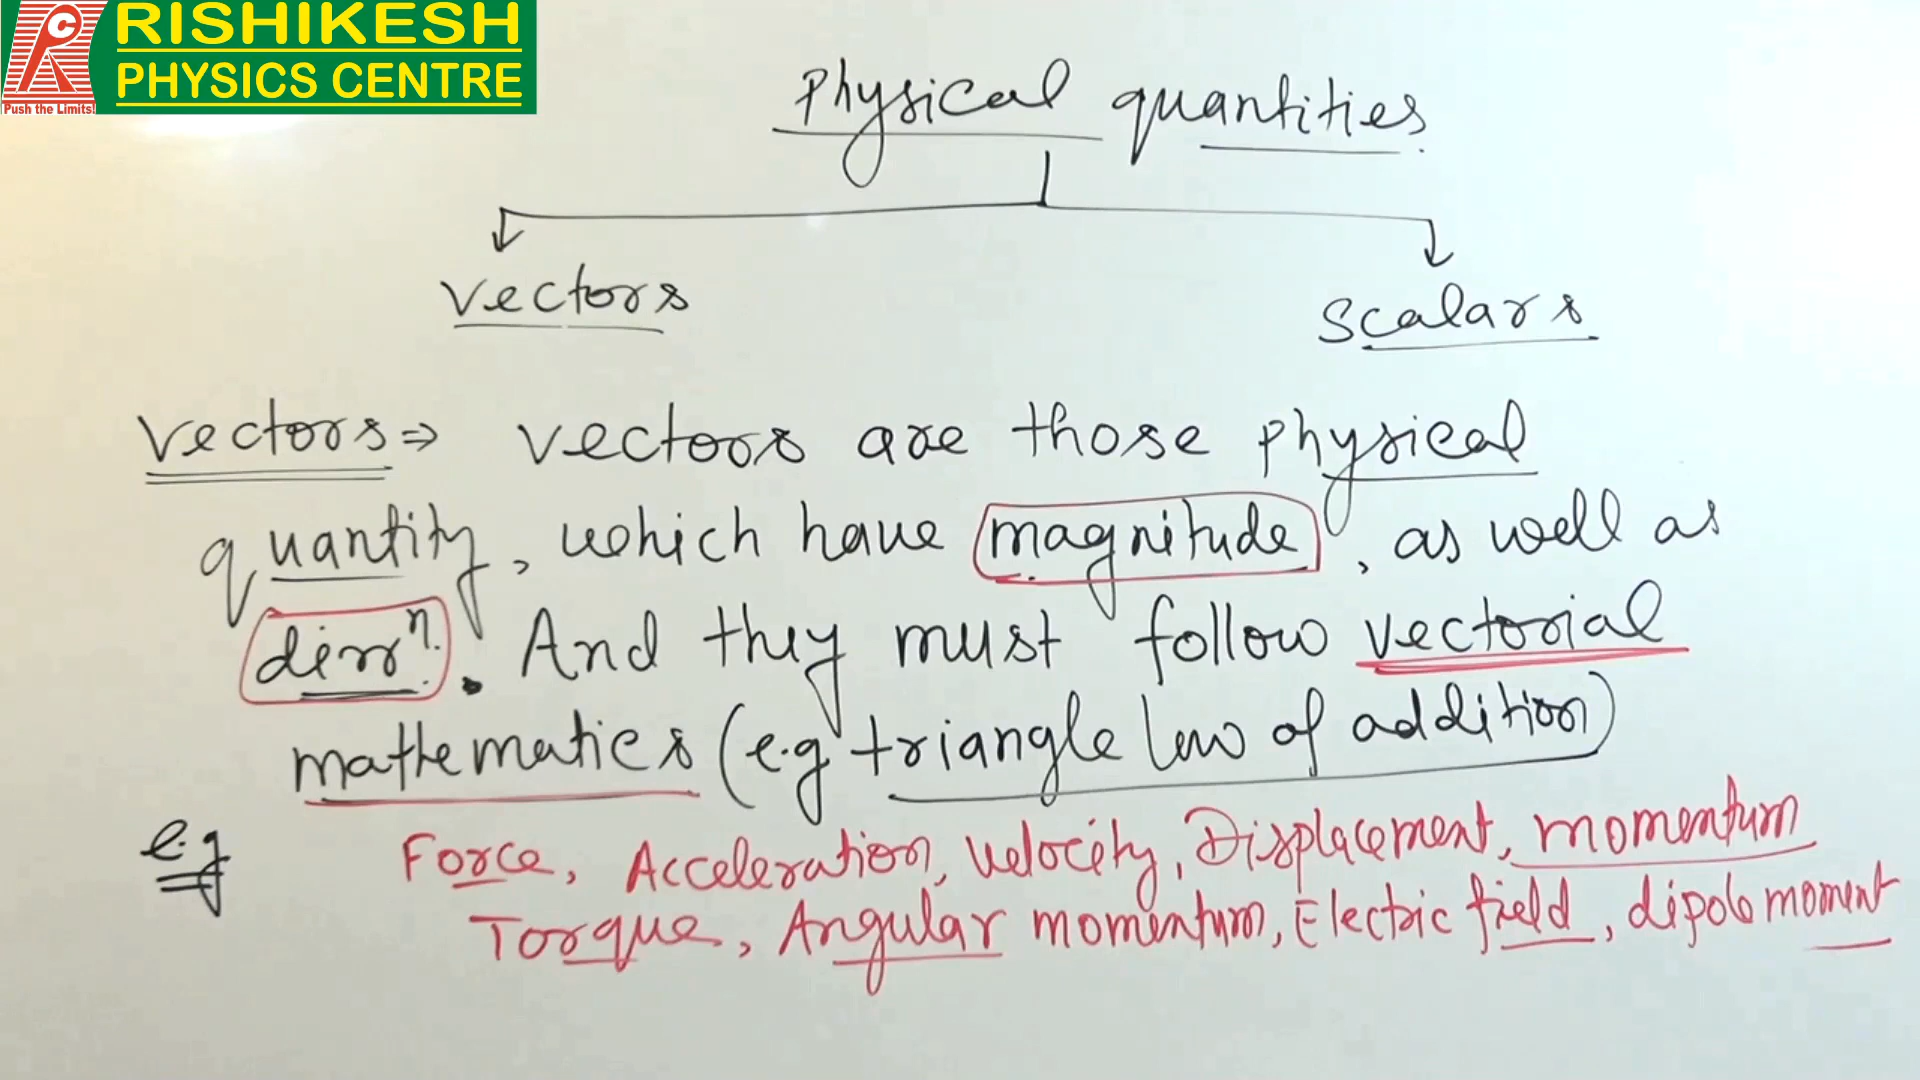 RISHIKESH
PHYSICS CENTRE
Push the Limits!
Physical quantities
Vectors
Scalars
Vectors ⇒ vectors are those physical
quantity, which have magnitude, as well as
dirrⁿ. And they must follow vectorial
mathematics (e.g triangle law of addition)
e.g Force, Acceleration, Velocity, Displacement, momentum
Torque, Angular momentum, Electric field, dipole moment